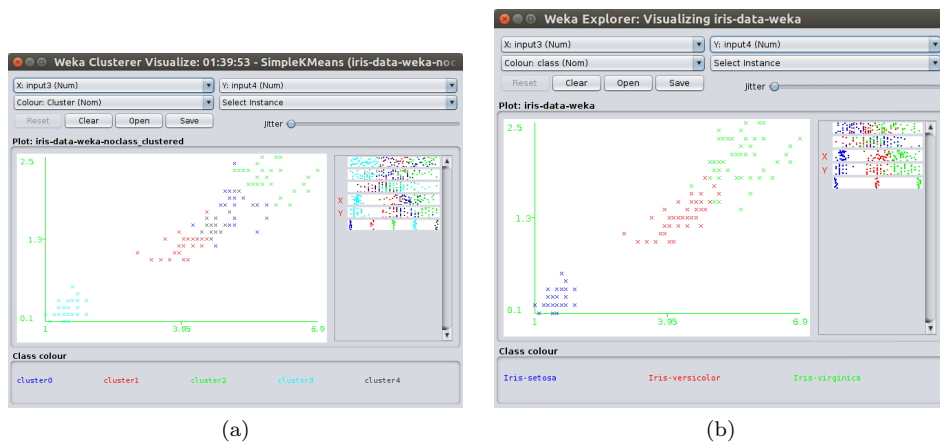 Weka Clusterer Visualize: 01:39:53 - SimpleKMeans (iris-data-weka-noc
X: input3 (Num)
Y: input4 (Num)
Colour: Cluster (Nom)
Select Instance
Reset
Clear
Open
Save
Jitter
Plot: iris-data-weka-noclass_clustered
2.5
1.3
0.1
1
3.95
6.9
X
Y
Class colour
cluster0
cluster1
cluster2
cluster3
cluster4
(a)
Weka Explorer: Visualizing iris-data-weka
X: input3 (Num)
Y: input4 (Num)
Colour: class (Nom)
Select Instance
Reset
Clear
Open
Save
Jitter
Plot: iris-data-weka
2.5
1.3
0.1
1
3.95
6.9
X
Y
Class colour
Iris-setosa
Iris-versicolor
Iris-virginica
(b)